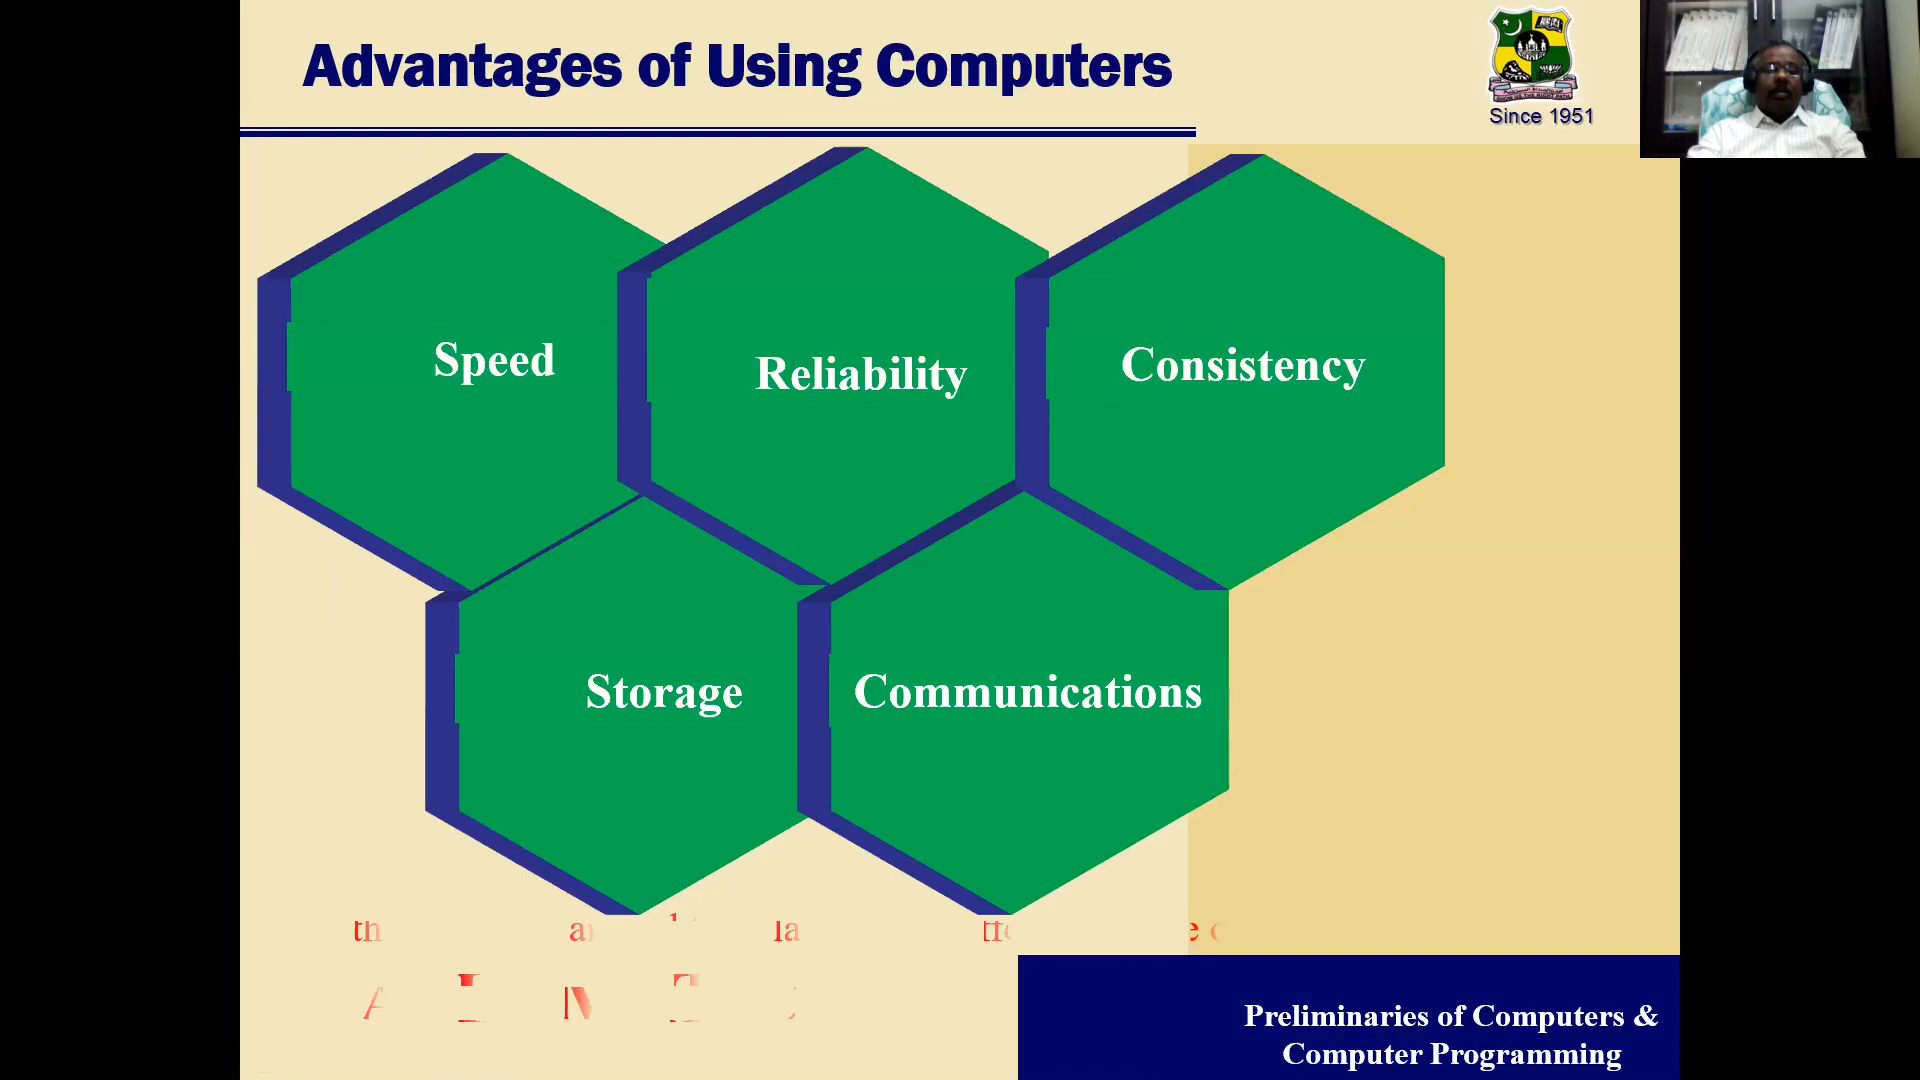 Advantages of Using Computers
Since 1951
Speed
Reliability
Consistency
Storage
Communications
Preliminaries of Computers &
Computer Programming